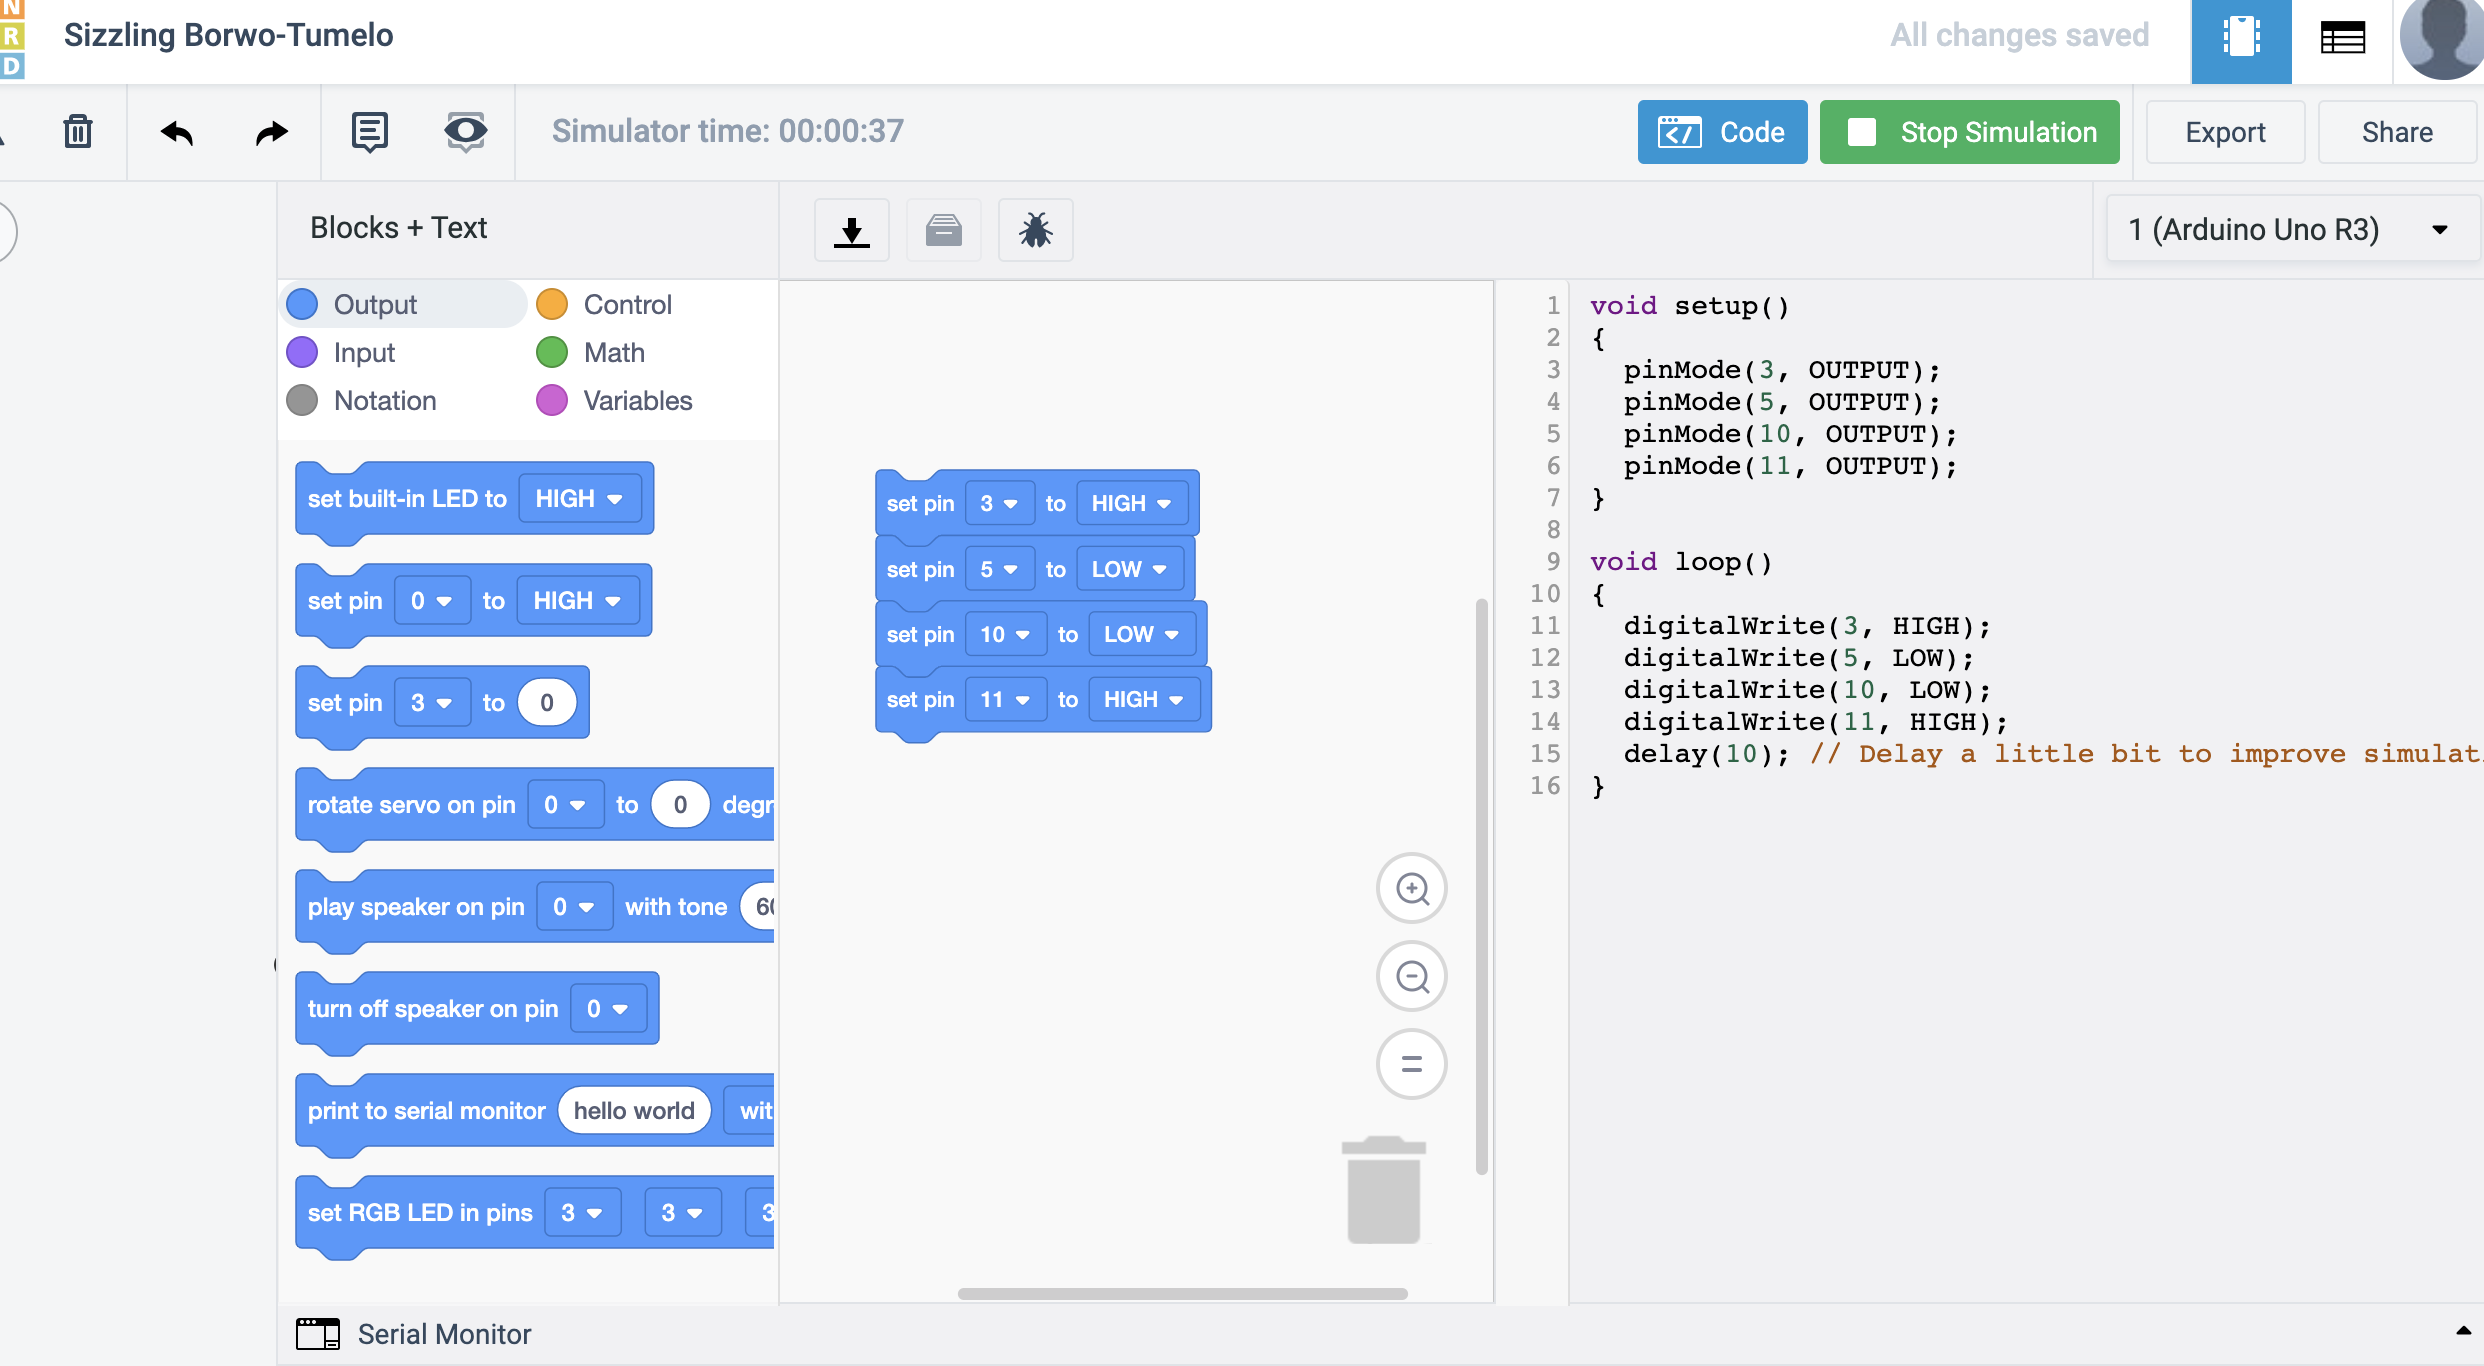 N
R
D
Sizzling Borwo-Tumelo
All changes saved
Simulator time: 00:00:37
Code
Stop Simulation
Export
Share
Blocks + Text
1 (Arduino Uno R3)
Output
Control
Input
Math
Notation
Variables
set built-in LED to HIGH
set pin 0 to HIGH
set pin 3 to 0
rotate servo on pin 0 to 0 degr
play speaker on pin 0 with tone 60
turn off speaker on pin 0
print to serial monitor hello world wit
set RGB LED in pins 3 3 3
set pin 3 to HIGH
set pin 5 to LOW
set pin 10 to LOW
set pin 11 to HIGH
1 void setup()
2 {
3 pinMode(3, OUTPUT);
4 pinMode(5, OUTPUT);
5 pinMode(10, OUTPUT);
6 pinMode(11, OUTPUT);
7 }
8
9 void loop()
10 {
11 digitalWrite(3, HIGH);
12 digitalWrite(5, LOW);
13 digitalWrite(10, LOW);
14 digitalWrite(11, HIGH);
15 delay(10); // Delay a little bit to improve simulat
16 }
Serial Monitor